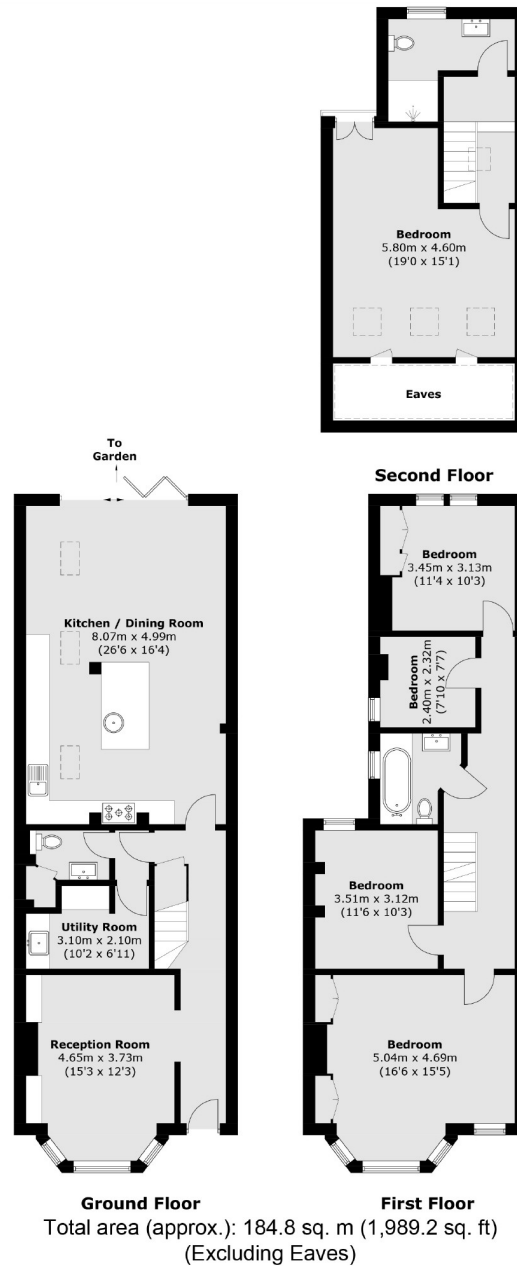 Bedroom
5.80m x 4.60m
(19'0 x 15'1)
Eaves
Second Floor
To
Garden
Kitchen / Dining Room
8.07m x 4.99m
(26'6 x 16'4)
Utility Room
3.10m x 2.10m
(10'2 x 6'11)
Reception Room
4.65m x 3.73m
(15'3 x 12'3)
Ground Floor
Bedroom
3.45m x 3.13m
(11'4 x 10'3)
Bedroom
2.40m x 2.32m
(7'10 x 7'7)
Bedroom
3.51m x 3.12m
(11'6 x 10'3)
Bedroom
5.04m x 4.69m
(16'6 x 15'5)
First Floor
Total area (approx.): 184.8 sq. m (1,989.2 sq. ft)
(Excluding Eaves)